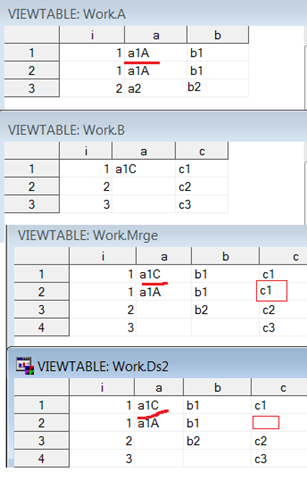 VIEWTABLE: Work.A
i a b
1 1 a1A b1
2 1 a1A b1
3 2 a2 b2
VIEWTABLE: Work.B
i a c
1 1 a1C c1
2 2 c2
3 3 c3
VIEWTABLE: Work.Mrge
i a b c
1 1 a1C b1 c1
2 1 a1A b1 c1
3 2 b2 c2
4 3 c3
VIEWTABLE: Work.Ds2
i a b c
1 1 a1C b1 c1
2 1 a1A b1
3 2 b2 c2
4 3 c3